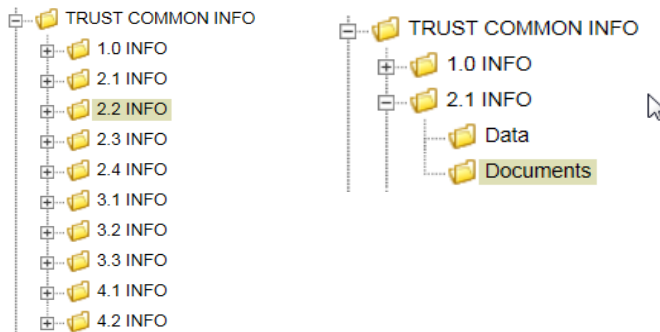 TRUST COMMON INFO
1.0 INFO
2.1 INFO
2.2 INFO
2.3 INFO
2.4 INFO
3.1 INFO
3.2 INFO
3.3 INFO
4.1 INFO
4.2 INFO
TRUST COMMON INFO
1.0 INFO
2.1 INFO
Data
Documents